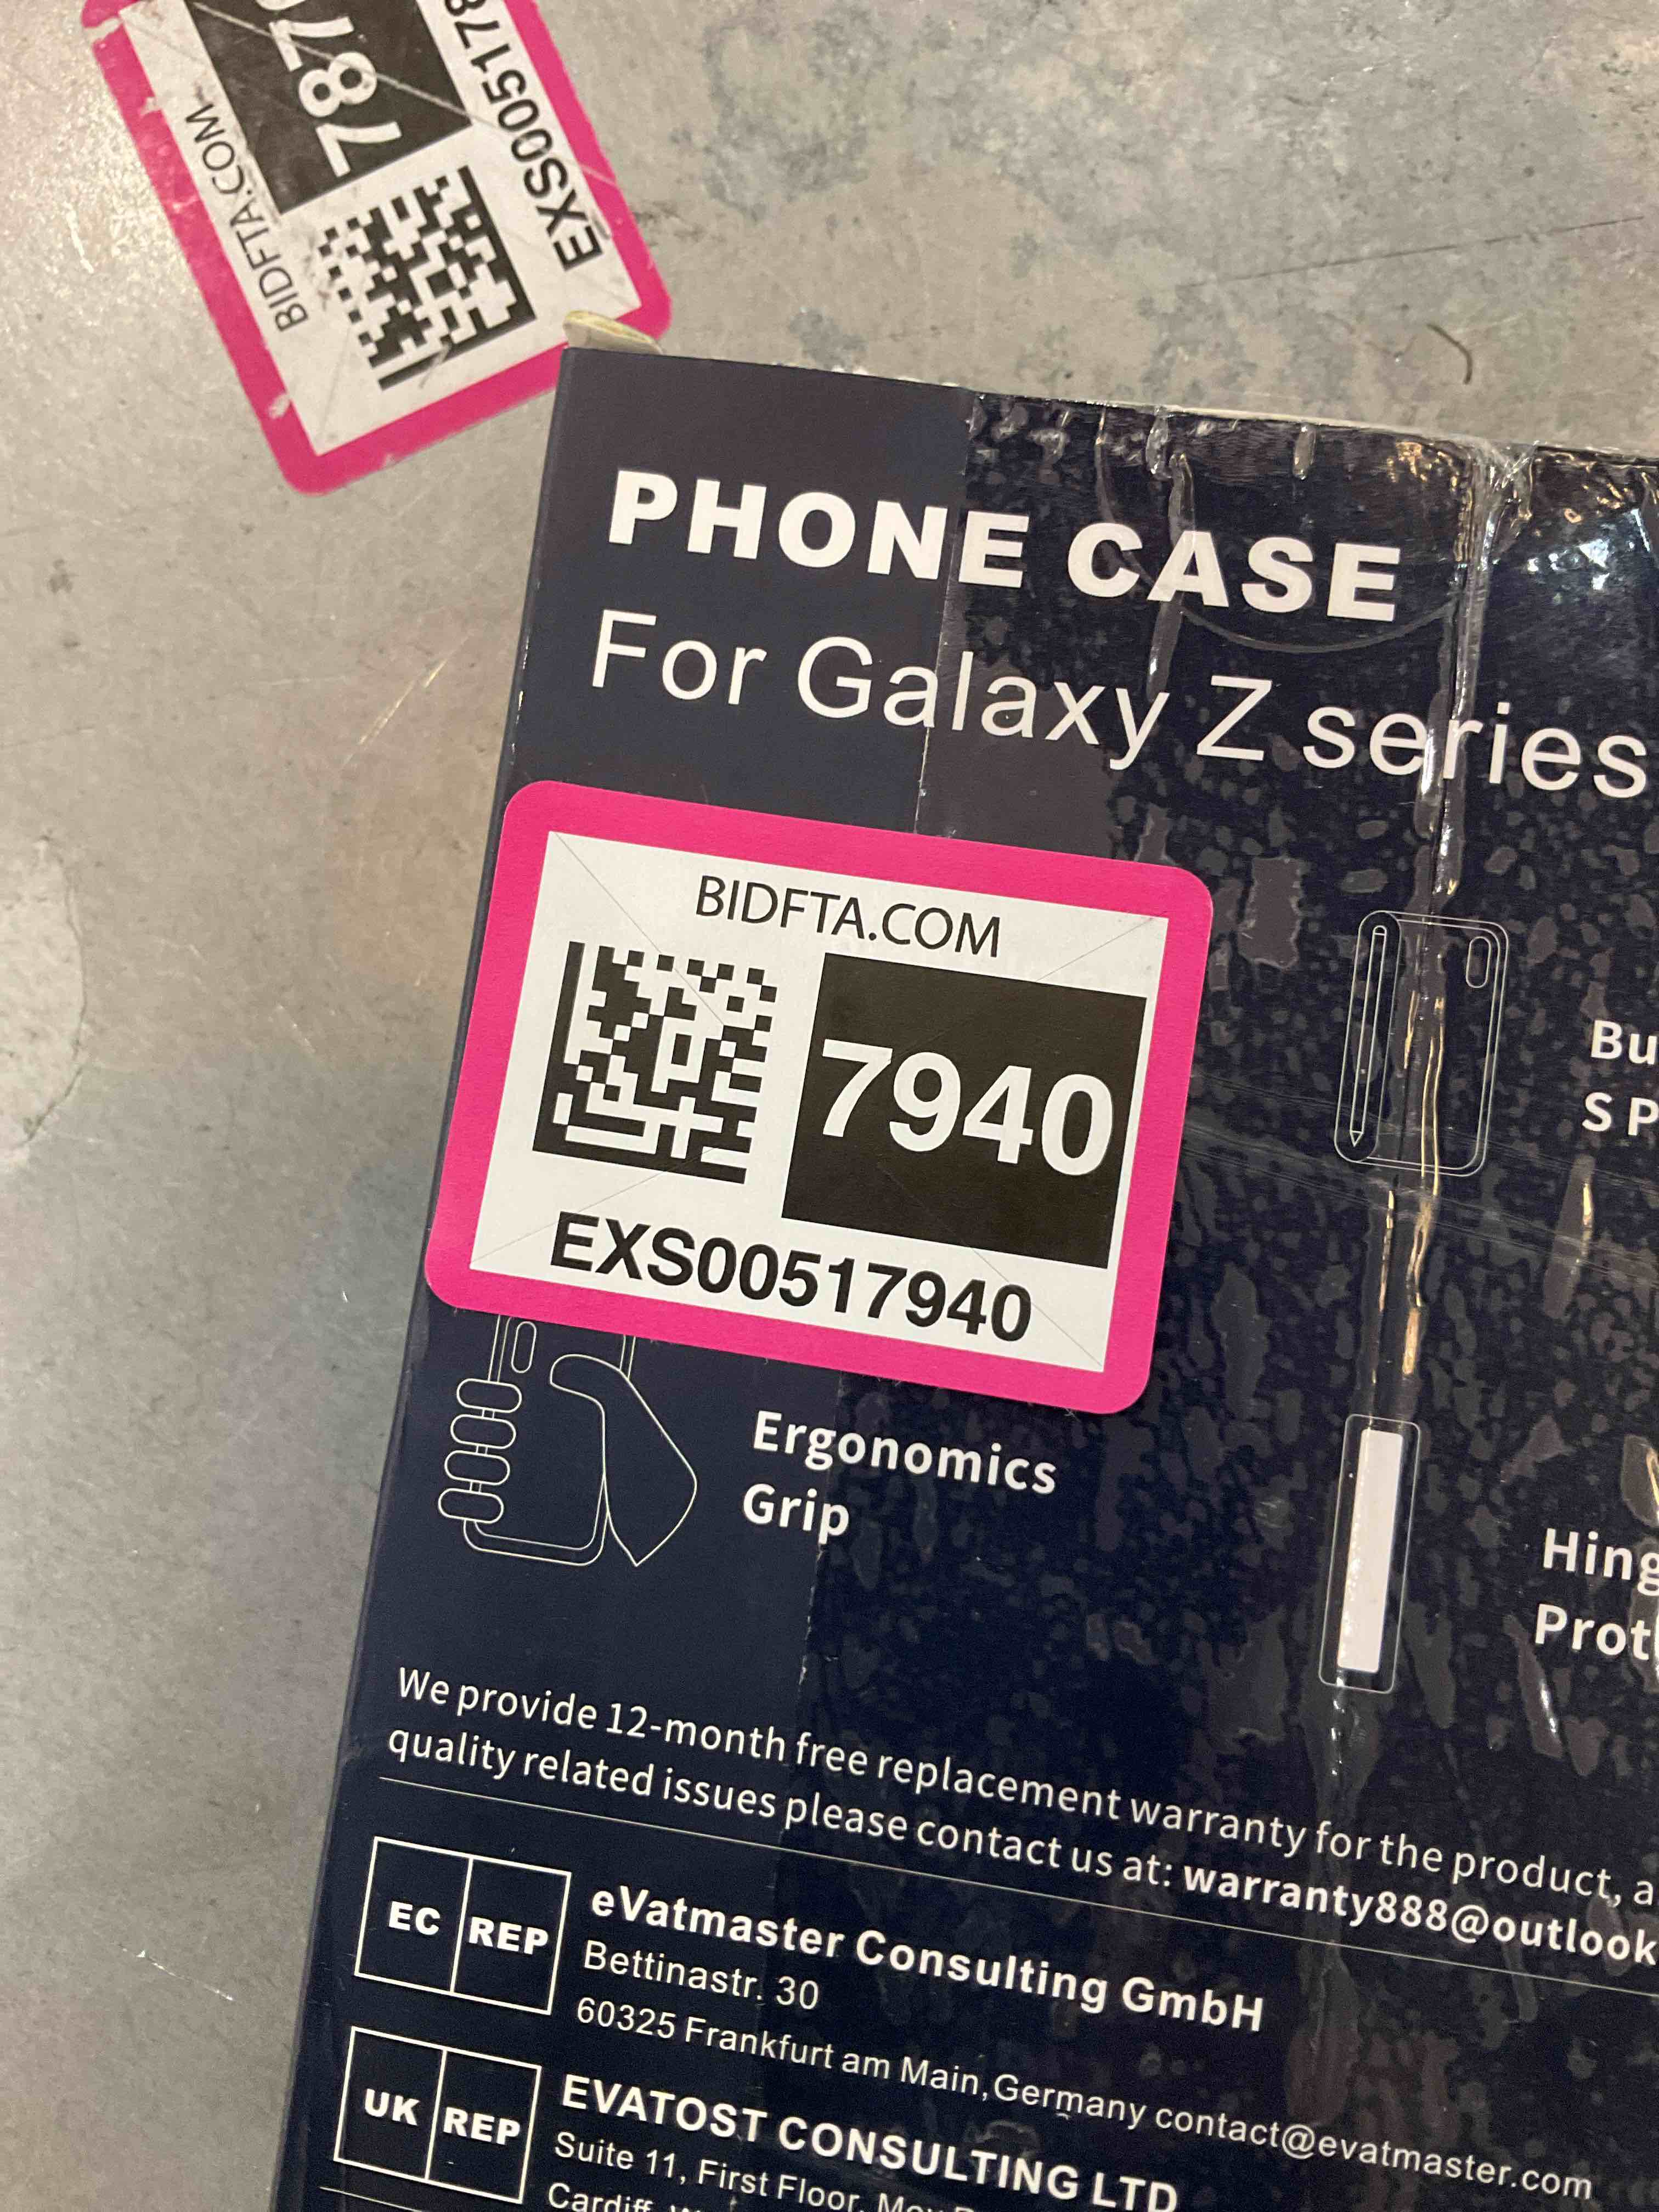 BIDFTA.COM
PHONE CASE
For Galaxy Z series
BIDFTA.COM
7940
EXS00517940
Ergonomics
Grip
We provide 12-month free replacement warranty for the product,
quality related issues please contact us at: warranty888@outlook
EC REP
eVatmaster Consulting GmbH
Bettinastr. 30
60325 Frankfurt am Main,Germany contact@evatmaster.com
UK REP
EVATOST CONSULTING LTD
Suite 11, First Floor,
Cardiff,